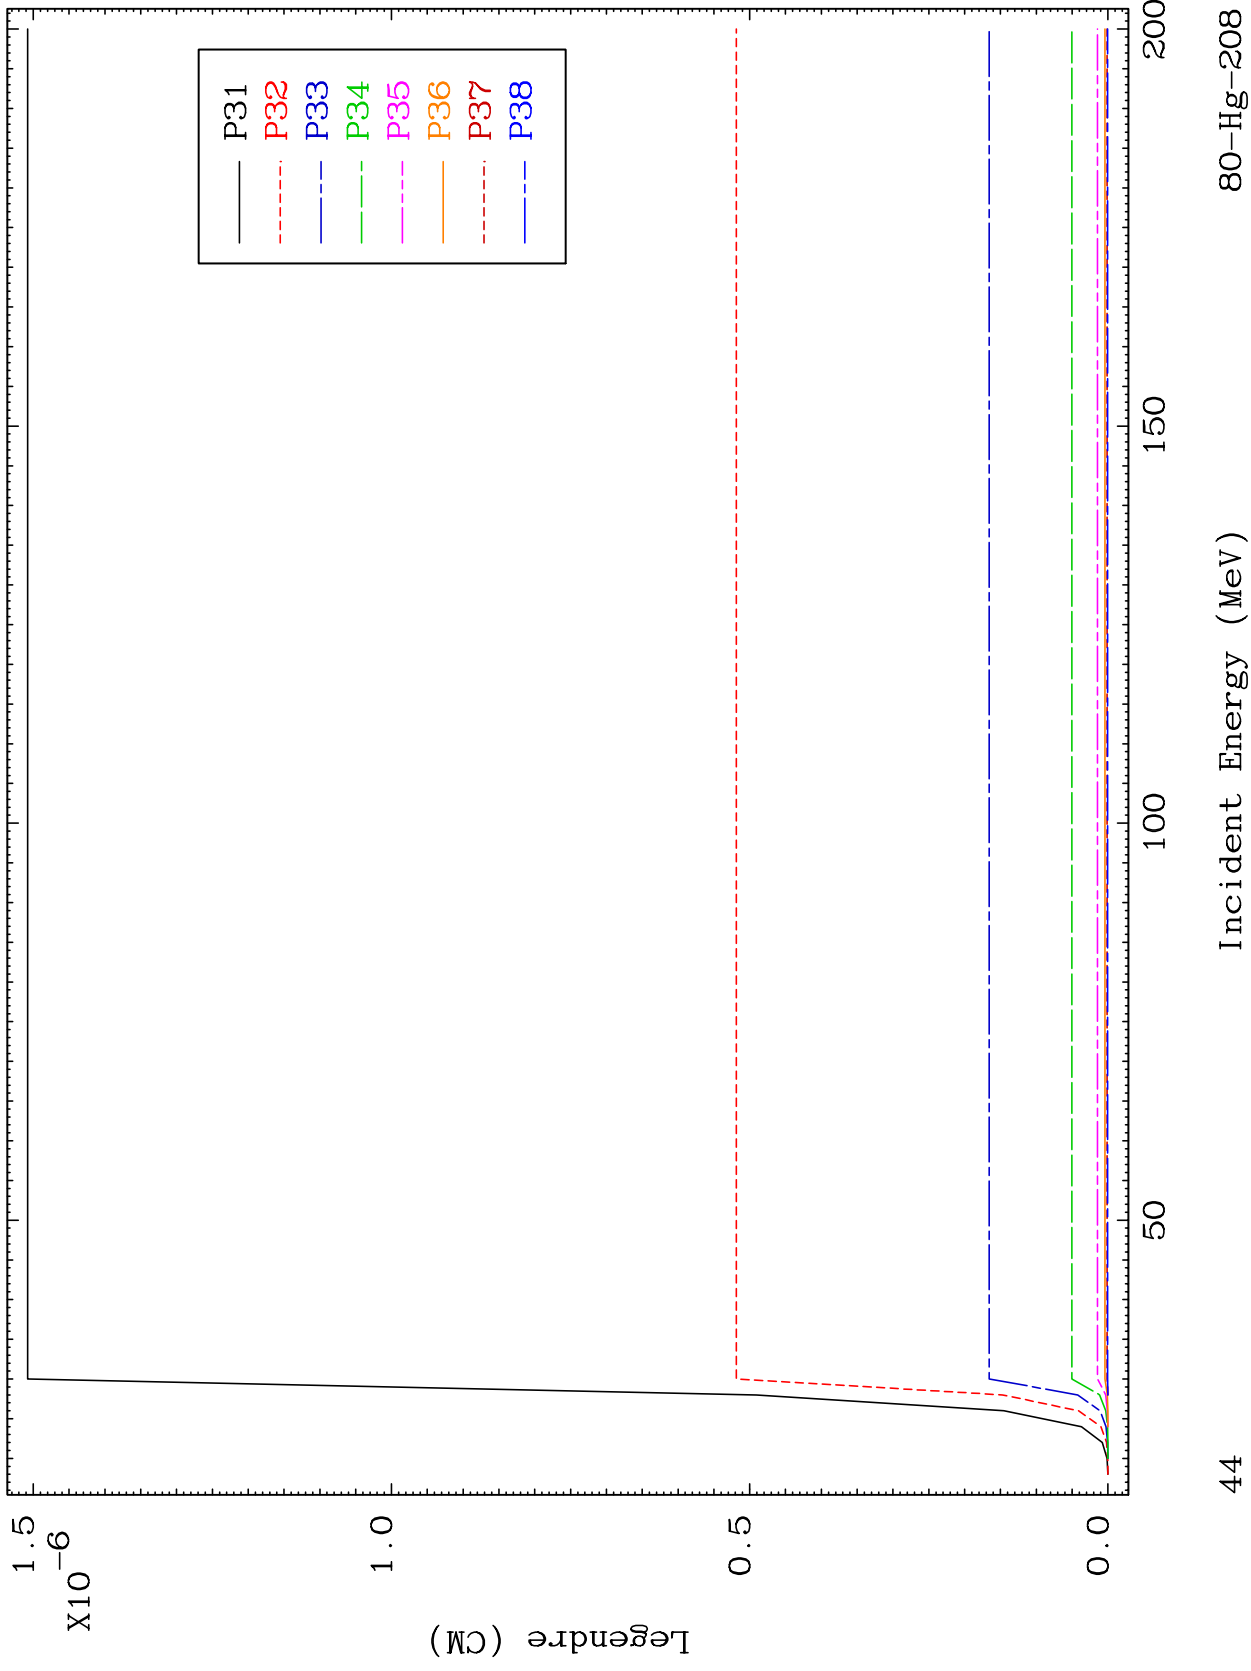 1.5
X10⁻⁶
1.0
0.5
0.0
Legendre (CM)
P31
P32
P33
P34
P35
P36
P37
P38
50
100
150
200
Incident Energy (MeV)
44
80-Hg-208